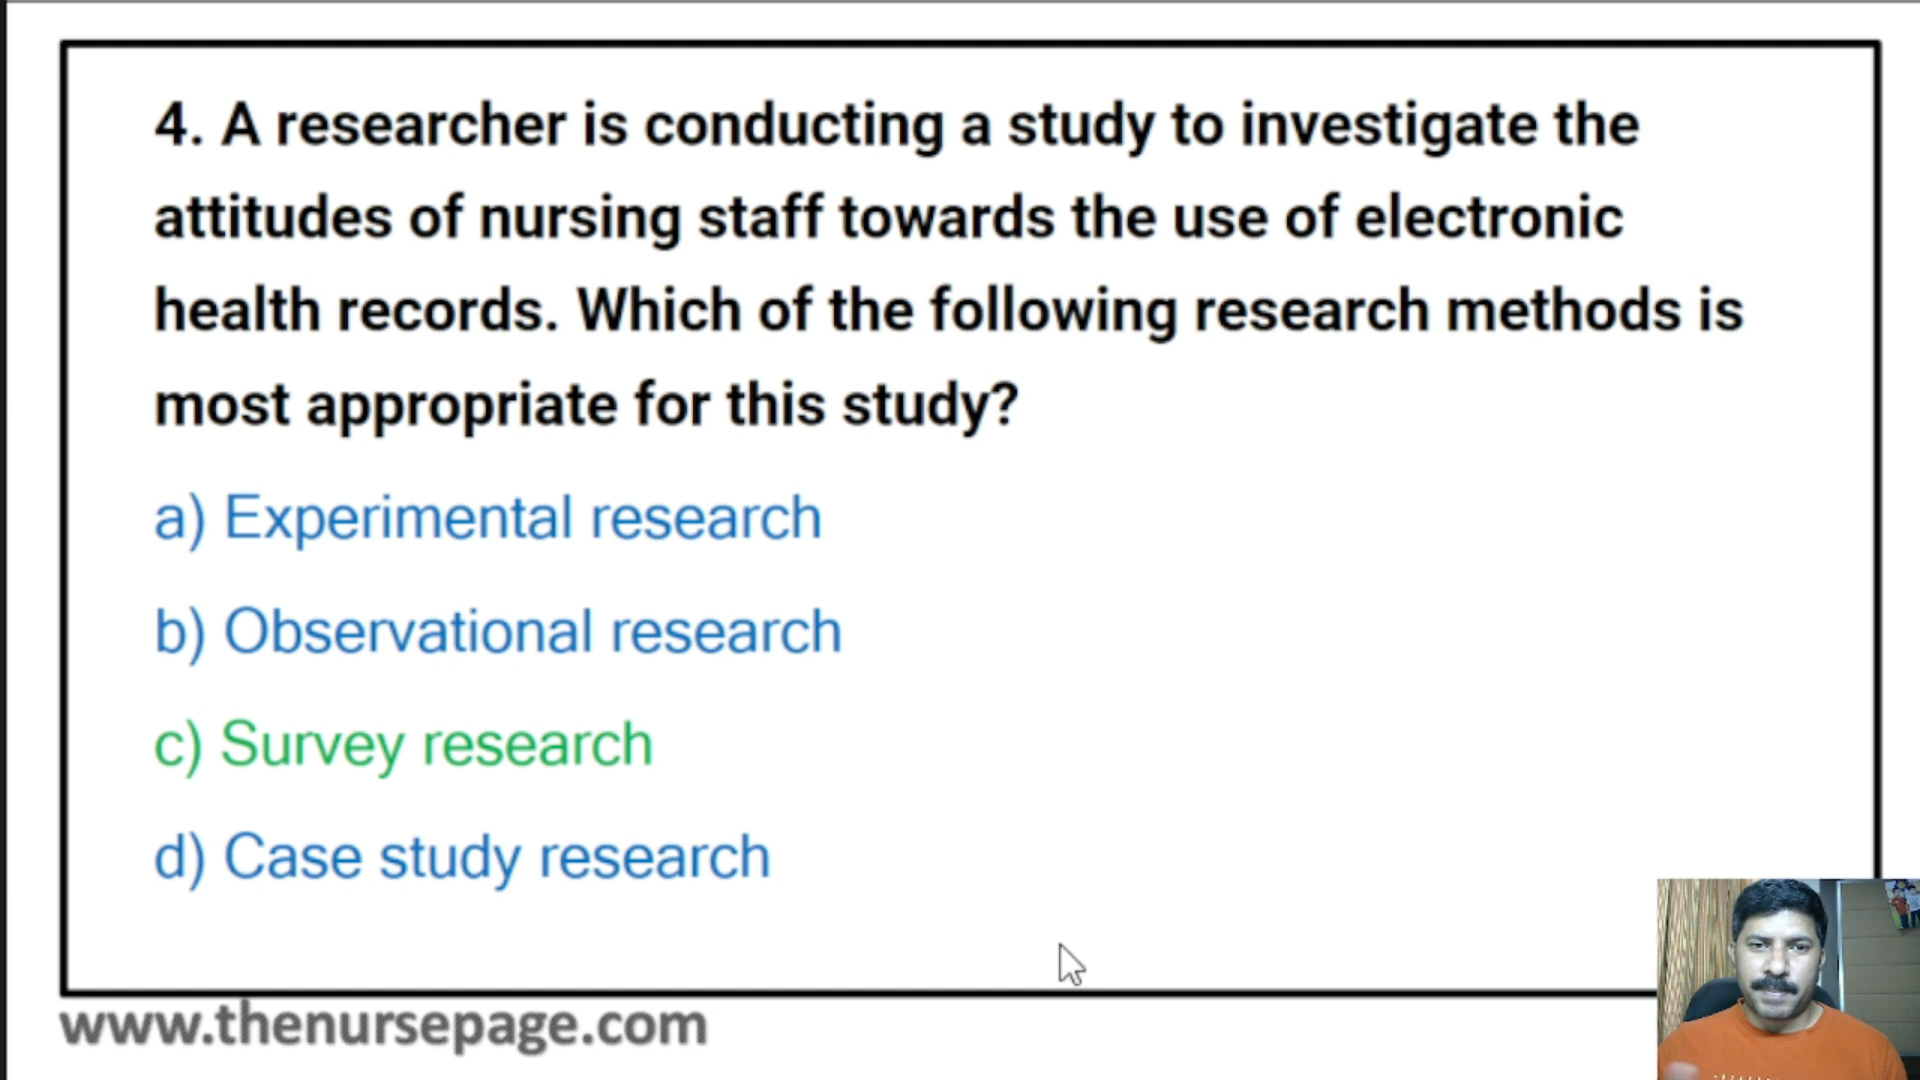 4. A researcher is conducting a study to investigate the
attitudes of nursing staff towards the use of electronic
health records. Which of the following research methods is
most appropriate for this study?
a) Experimental research
b) Observational research
c) Survey research
d) Case study research
www.thenursepage.com